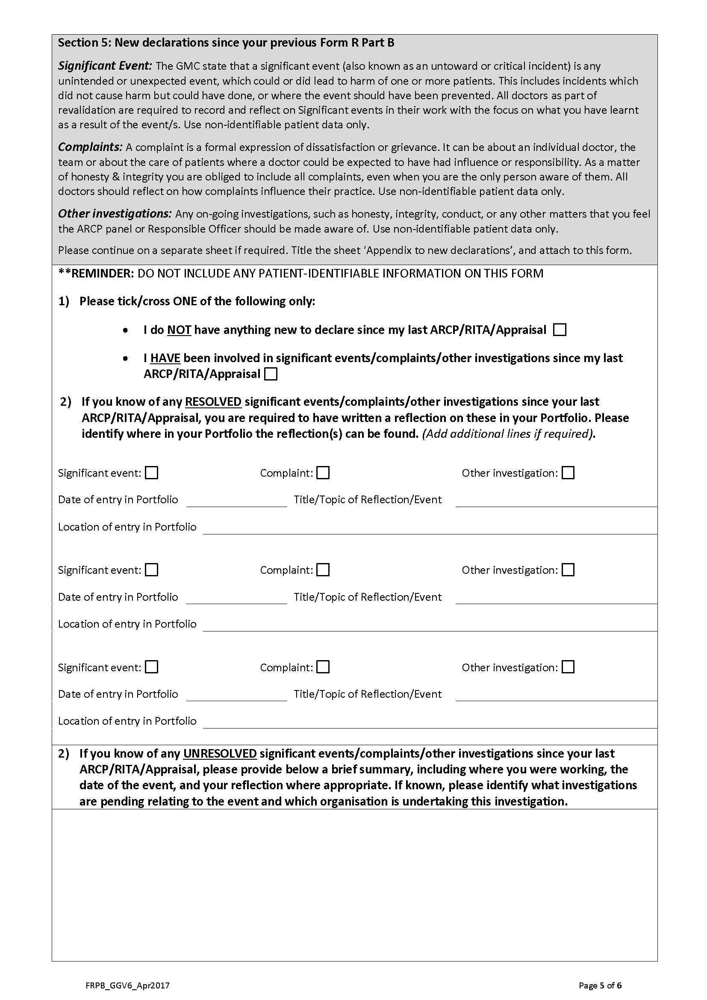 Section 5: New declarations since your previous Form R Part B
Significant Event: The GMC state that a significant event (also known as an untoward or critical incident) is any
unintended or unexpected event, which could or did lead to harm of one or more patients. This includes incidents which
did not cause harm but could have done, or where the event should have been prevented. All doctors as part of
revalidation are required to record and reflect on Significant events in their work with the focus on what you have learnt
as a result of the event/s. Use non-identifiable patient data only.
Complaints: A complaint is a formal expression of dissatisfaction or grievance. It can be about an individual doctor, the
team or about the care of patients where a doctor could be expected to have had influence or responsibility. As a matter
of honesty & integrity you are obliged to include all complaints, even when you are the only person aware of them. All
doctors should reflect on how complaints influence their practice. Use non-identifiable patient data only.
Other investigations: Any on-going investigations, such as honesty, integrity, conduct, or any other matters that you feel
the ARCP panel or Responsible Officer should be made aware of. Use non-identifiable patient data only.
Please continue on a separate sheet if required. Title the sheet ‘Appendix to new declarations’, and attach to this form.
**REMINDER: DO NOT INCLUDE ANY PATIENT-IDENTIFIABLE INFORMATION ON THIS FORM
1) Please tick/cross ONE of the following only:
• I do NOT have anything new to declare since my last ARCP/RITA/Appraisal
• I HAVE been involved in significant events/complaints/other investigations since my last
ARCP/RITA/Appraisal
2) If you know of any RESOLVED significant events/complaints/other investigations since your last
ARCP/RITA/Appraisal, you are required to have written a reflection on these in your Portfolio. Please
identify where in your Portfolio the reflection(s) can be found. (Add additional lines if required).
Significant event: Complaint: Other investigation:
Date of entry in Portfolio Title/Topic of Reflection/Event
Location of entry in Portfolio
Significant event: Complaint: Other investigation:
Date of entry in Portfolio Title/Topic of Reflection/Event
Location of entry in Portfolio
Significant event: Complaint: Other investigation:
Date of entry in Portfolio Title/Topic of Reflection/Event
Location of entry in Portfolio
2) If you know of any UNRESOLVED significant events/complaints/other investigations since your last
ARCP/RITA/Appraisal, please provide below a brief summary, including where you were working, the
date of the event, and your reflection where appropriate. If known, please identify what investigations
are pending relating to the event and which organisation is undertaking this investigation.
FRPB_GGV6_Apr2017 Page 5 of 6